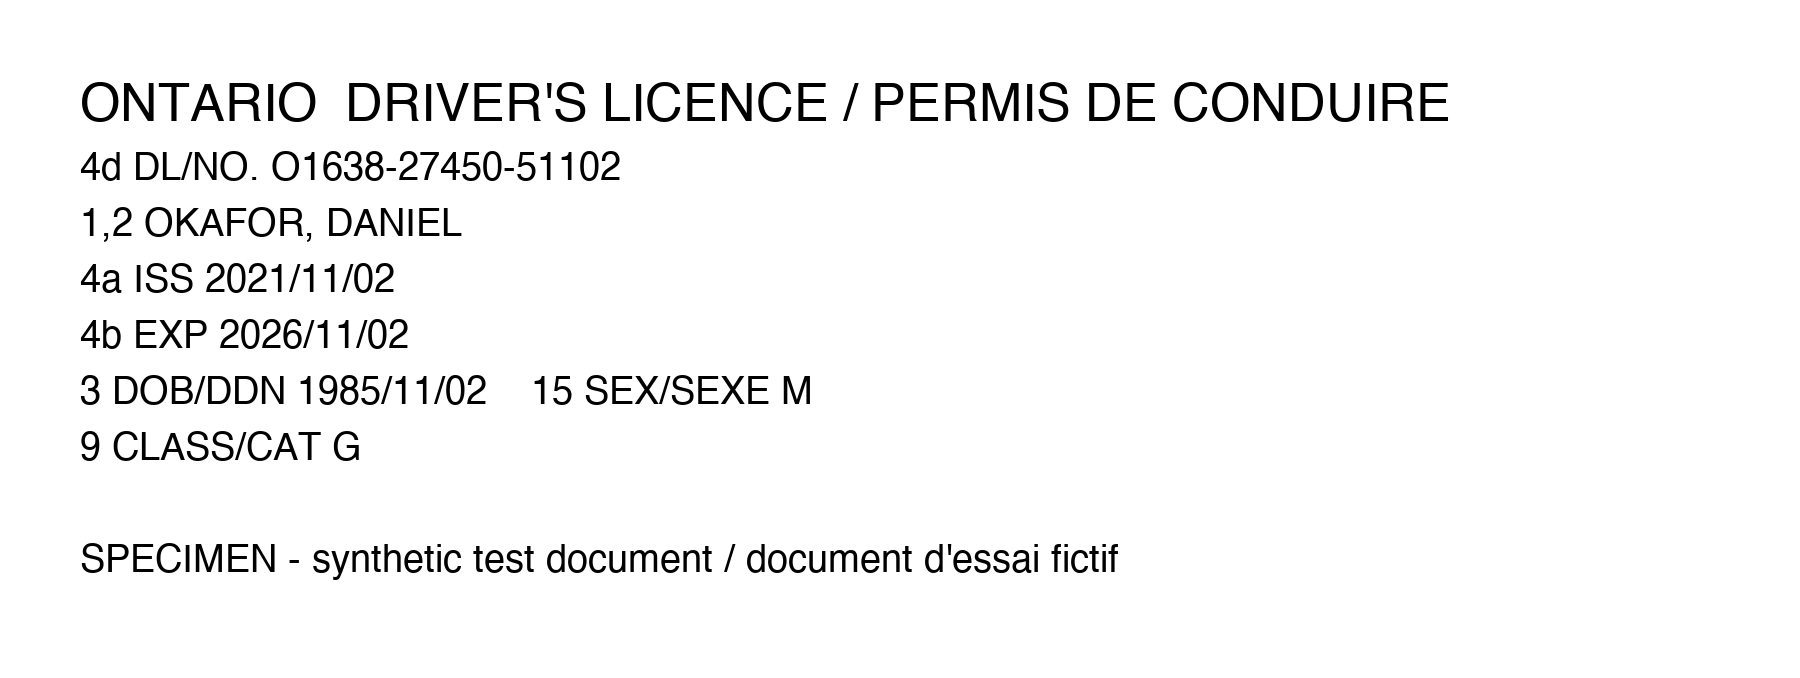 ONTARIO DRIVER'S LICENCE / PERMIS DE CONDUIRE
4d DL/NO. O1638-27450-51102
1,2 OKAFOR, DANIEL
4a ISS 2021/11/02
4b EXP 2026/11/02
3 DOB/DDN 1985/11/02 15 SEX/SEXE M
9 CLASS/CAT G
SPECIMEN - synthetic test document / document d'essai fictif